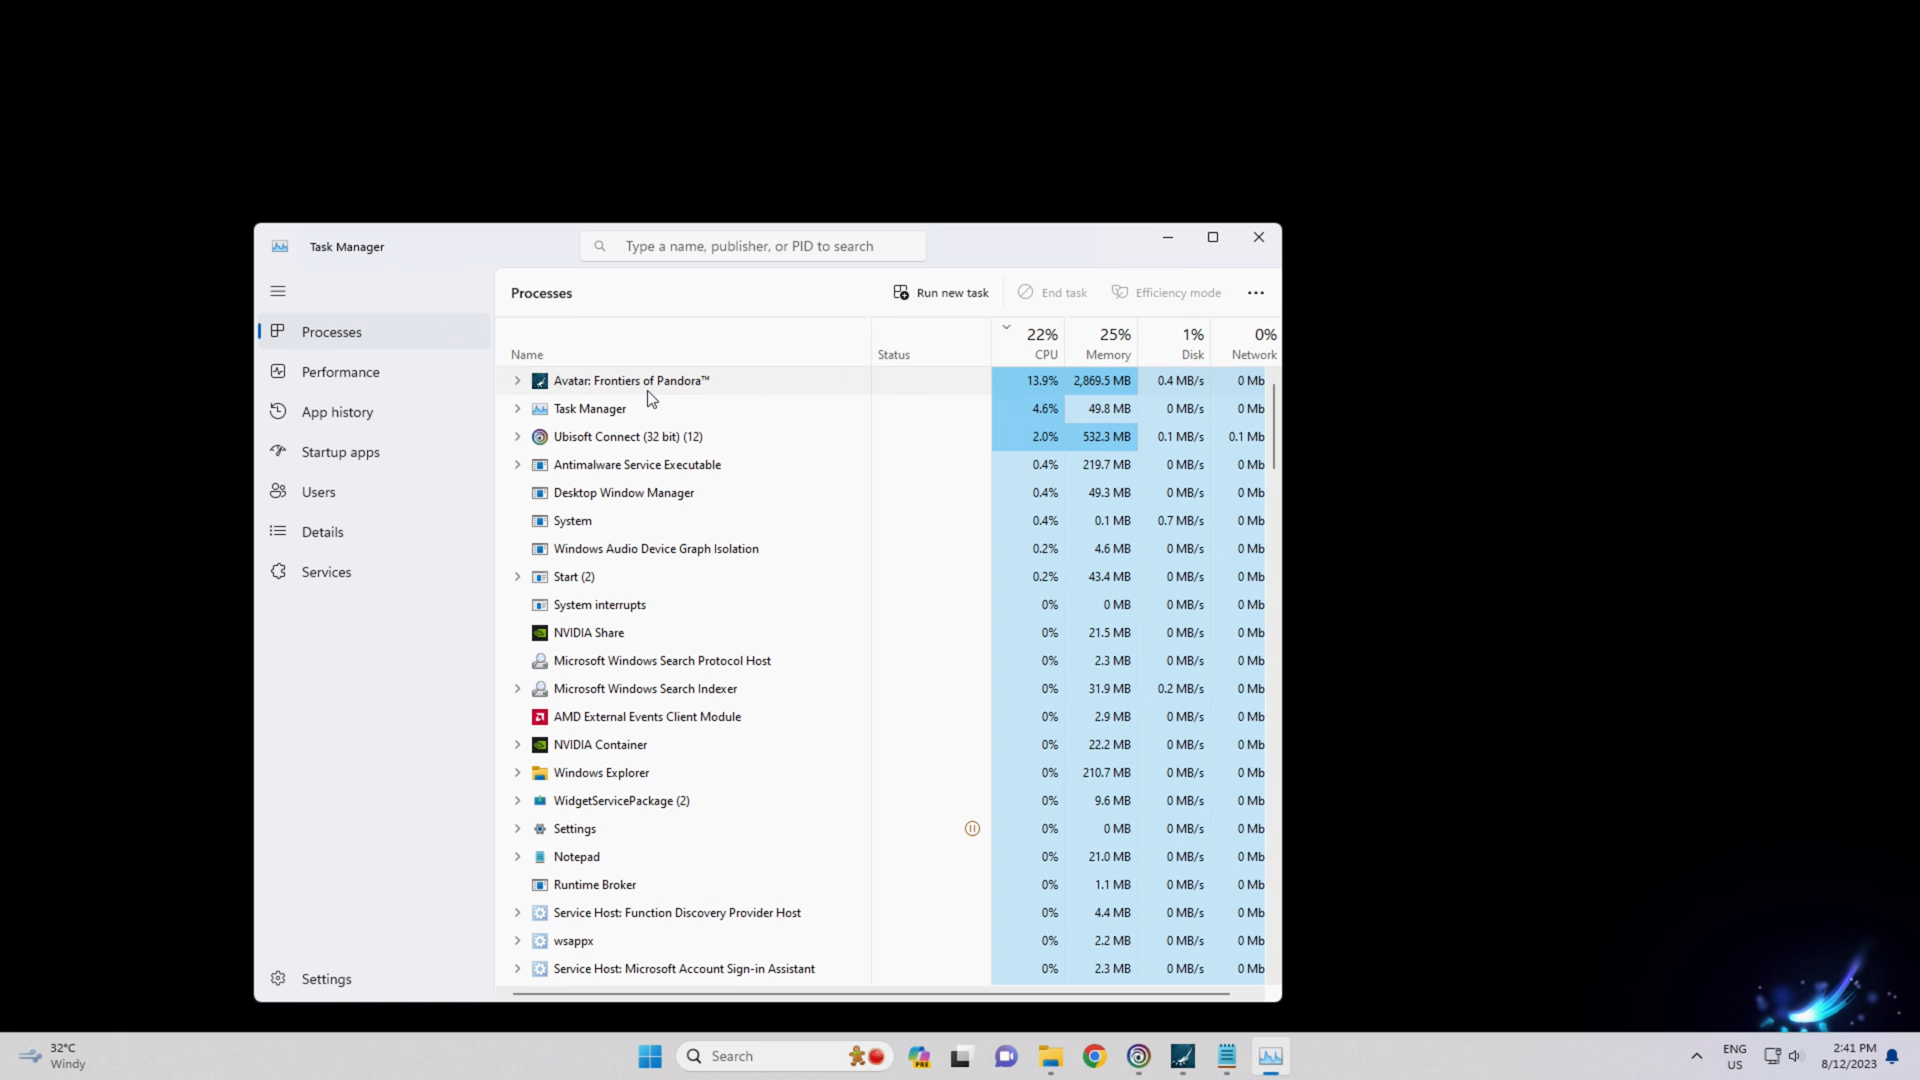 Task Manager
Type a name, publisher, or PID to search
Processes
Performance
App history
Startup apps
Users
Details
Services
Settings
Processes Run new task End task Efficiency mode
22% 25% 1% 0%
Name Status CPU Memory Disk Network
Avatar: Frontiers of Pandora™ 13.9% 2,869.5 MB 0.4 MB/s 0 Mb
Task Manager 4.6% 49.8 MB 0 MB/s 0 Mb
Ubisoft Connect (32 bit) (12) 2.0% 532.3 MB 0.1 MB/s 0.1 Mb
Antimalware Service Executable 0.4% 219.7 MB 0 MB/s 0 Mb
Desktop Window Manager 0.4% 49.3 MB 0 MB/s 0 Mb
System 0.4% 0.1 MB 0.7 MB/s 0 Mb
Windows Audio Device Graph Isolation 0.2% 4.6 MB 0 MB/s 0 Mb
Start (2) 0.2% 43.4 MB 0 MB/s 0 Mb
System interrupts 0% 0 MB 0 MB/s 0 Mb
NVIDIA Share 0% 21.5 MB 0 MB/s 0 Mb
Microsoft Windows Search Protocol Host 0% 2.3 MB 0 MB/s 0 Mb
Microsoft Windows Search Indexer 0% 31.9 MB 0.2 MB/s 0 Mb
AMD External Events Client Module 0% 2.9 MB 0 MB/s 0 Mb
NVIDIA Container 0% 22.2 MB 0 MB/s 0 Mb
Windows Explorer 0% 210.7 MB 0 MB/s 0 Mb
WidgetServicePackage (2) 0% 9.6 MB 0 MB/s 0 Mb
Settings 0% 0 MB 0 MB/s 0 Mb
Notepad 0% 21.0 MB 0 MB/s 0 Mb
Runtime Broker 0% 1.1 MB 0 MB/s 0 Mb
Service Host: Function Discovery Provider Host 0% 4.4 MB 0 MB/s 0 Mb
wsappx 0% 2.2 MB 0 MB/s 0 Mb
Service Host: Microsoft Account Sign-in Assistant 0% 2.3 MB 0 MB/s 0 Mb
32°C
Windy
Search
PRE
ENG
US
2:41 PM
8/12/2023